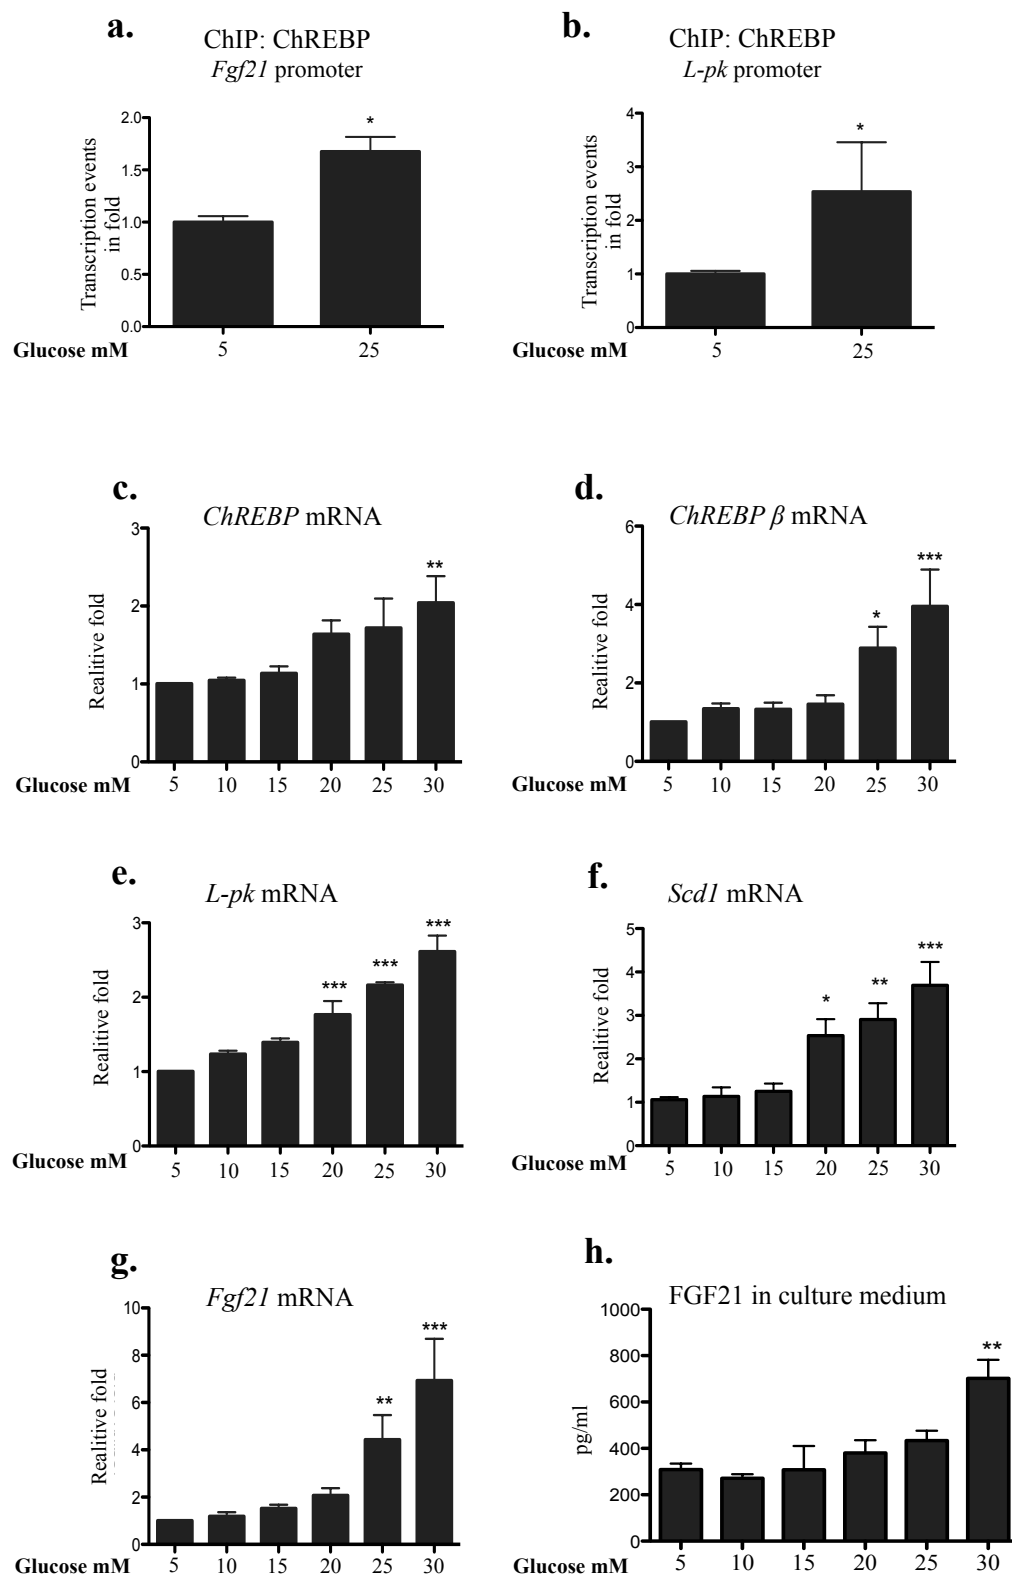 a.
ChIP: ChREBP
Fgf21 promoter
2.0
1.5
1.0
0.5
0.0
Transcription events
in fold
*
Glucose mM
5 25
b.
ChIP: ChREBP
L-pk promoter
4
3
2
1
0
Transcription events
in fold
*
Glucose mM
5 25
c.
ChREBP mRNA
3
2
1
0
Realitive fold
**
Glucose mM
5 10 15 20 25 30
d.
ChREBP β mRNA
6
4
2
0
Realitive fold
* ***
Glucose mM
5 10 15 20 25 30
e.
L-pk mRNA
3
2
1
0
Realitive fold
*** *** ***
Glucose mM
5 10 15 20 25 30
f.
Scd1 mRNA
5
4
3
2
1
0
Realitive fold
* ** ***
Glucose mM
5 10 15 20 25 30
g.
Fgf21 mRNA
10
8
6
4
2
0
Realitive fold
** ***
Glucose mM
5 10 15 20 25 30
h.
FGF21 in culture medium
1000
800
600
400
200
0
pg/ml
**
Glucose mM
5 10 15 20 25 30